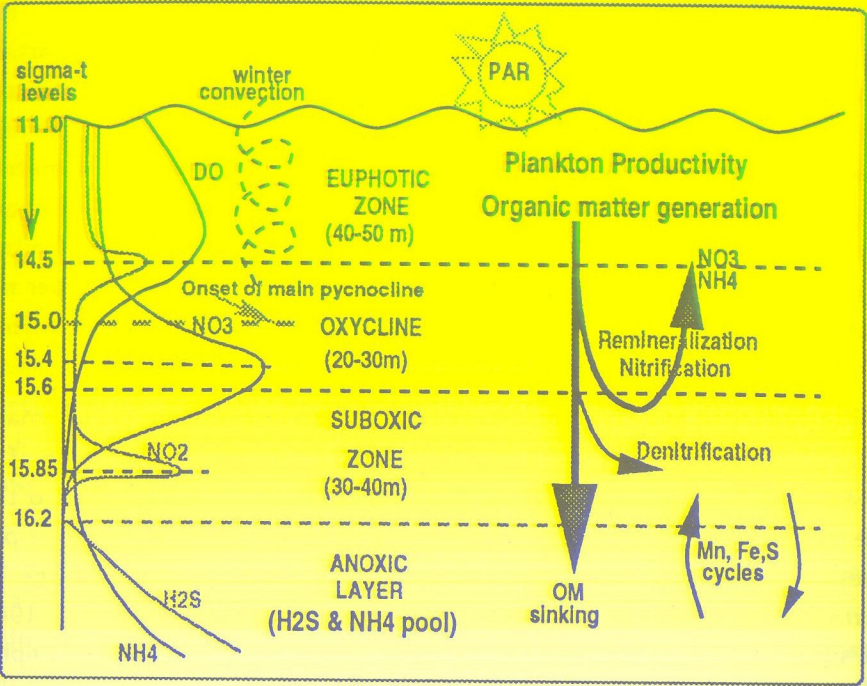 PAR
sigma-t
levels
winter
convection
11.0
DO
EUPHOTIC
ZONE
(40-50 m)
Plankton Productivity
Organic matter generation
14.5
NO3
NH4
Onset of main pycnocline
15.0
NO3
OXYCLINE
(20-30m)
15.4
15.6
Remineralization
Nitrification
SUBOXIC
ZONE
(30-40m)
NO2
15.85
Denitrification
16.2
ANOXIC
LAYER
(H2S & NH4 pool)
H2S
NH4
OM
sinking
Mn, Fe,S
cycles